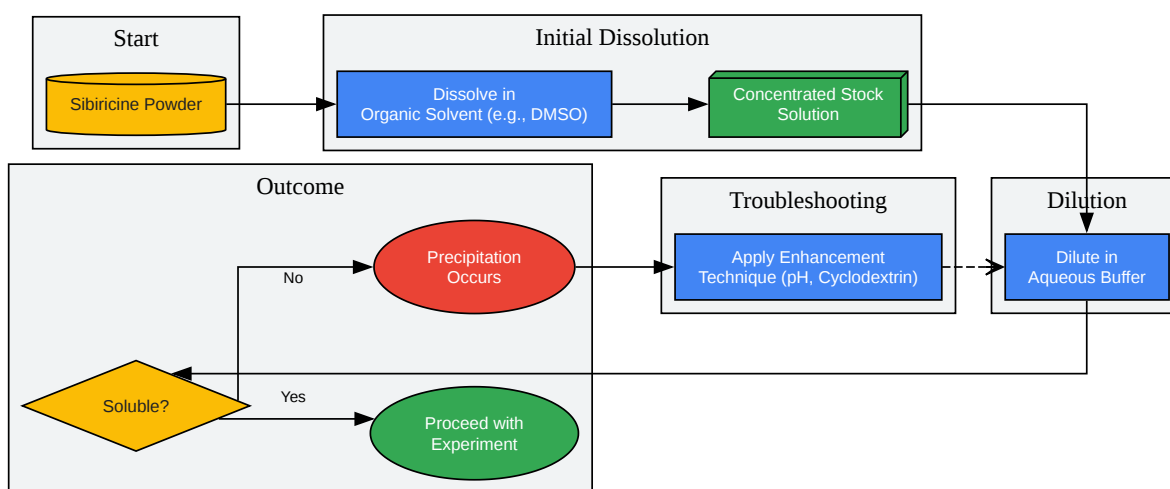 Start
Sibiricine Powder
Initial Dissolution
Dissolve in
Organic Solvent (e.g., DMSO)
Concentrated Stock
Solution
Outcome
Precipitation
Occurs
No
Soluble?
Yes
Proceed with
Experiment
Troubleshooting
Apply Enhancement
Technique (pH, Cyclodextrin)
Dilution
Dilute in
Aqueous Buffer